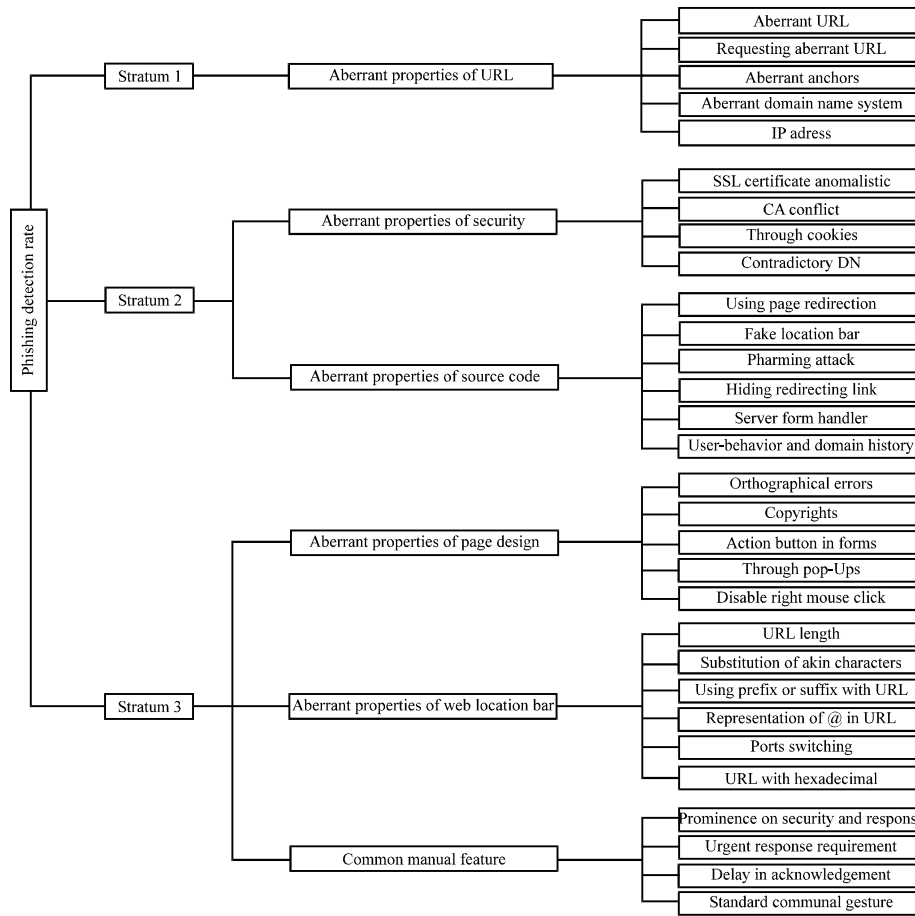 Phishing detection rate
Stratum 1
Aberrant properties of URL
Aberrant URL
Requesting aberrant URL
Aberrant anchors
Aberrant domain name system
IP adress
Stratum 2
Aberrant properties of security
SSL certificate anomalistic
CA conflict
Through cookies
Contradictory DN
Aberrant properties of source code
Using page redirection
Fake location bar
Pharming attack
Hiding redirecting link
Server form handler
User-behavior and domain history
Stratum 3
Aberrant properties of page design
Orthographical errors
Copyrights
Action button in forms
Through pop-Ups
Disable right mouse click
Aberrant properties of web location bar
URL length
Substitution of akin characters
Using prefix or suffix with URL
Representation of @ in URL
Ports switching
URL with hexadecimal
Common manual feature
Prominence on security and respons
Urgent response requirement
Delay in acknowledgement
Standard communal gesture